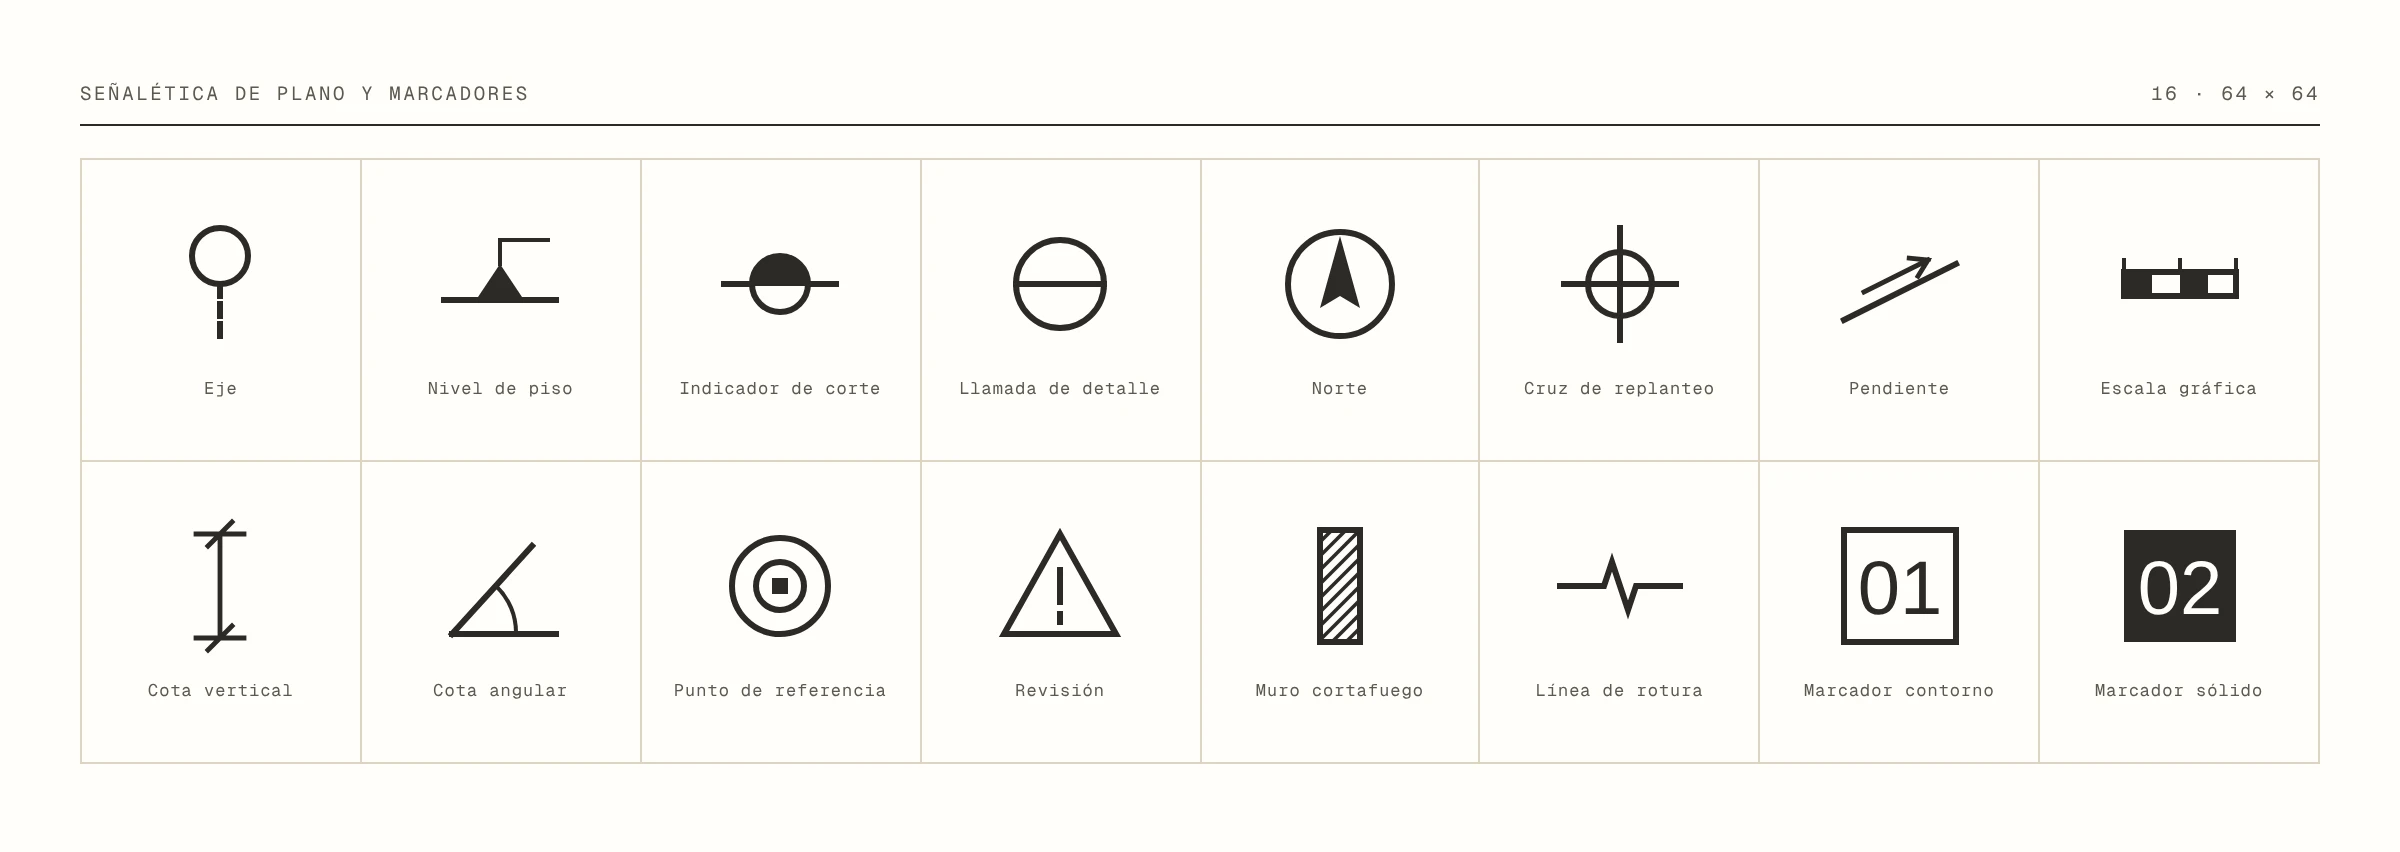 SEÑALÉTICA DE PLANO Y MARCADORES
16 · 64 × 64
Eje
Nivel de piso
Indicador de corte
Llamada de detalle
Norte
Cruz de replanteo
Pendiente
Escala gráfica
01
02
Cota vertical
Cota angular
Punto de referencia
Revisión
Muro cortafuego
Línea de rotura
Marcador contorno
Marcador sólido